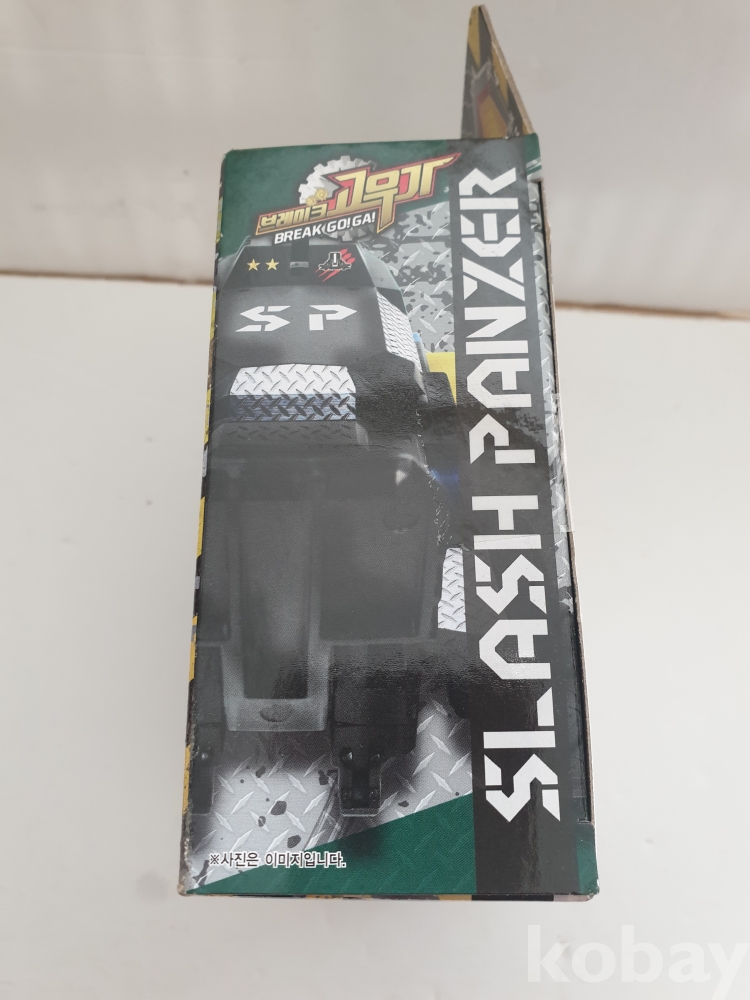 브레이크 고우가
BREAK GO!GA!
SP
SLASH PANZER
※사진은 이미지입니다.
kobay